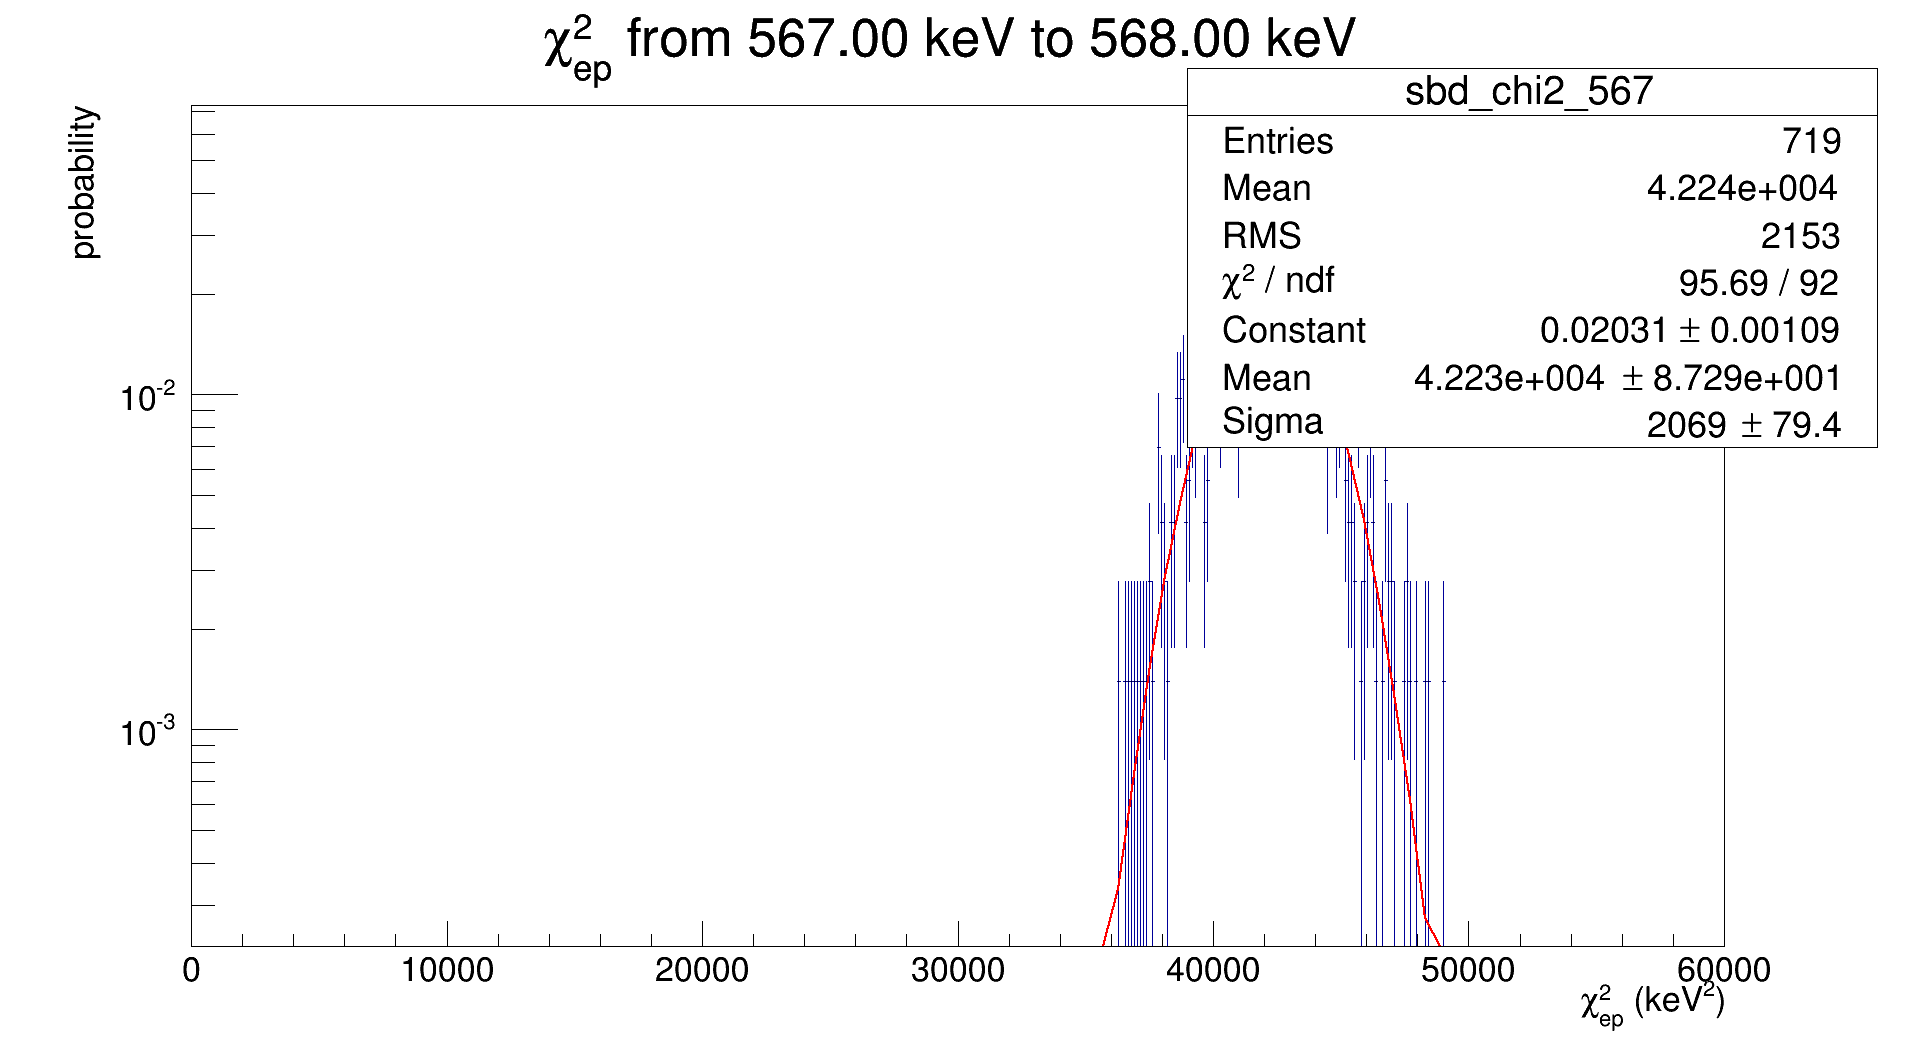 χ²ep from 567.00 keV to 568.00 keV
sbd_chi2_567
Entries 719
Mean 4.224e+004
RMS 2153
χ² / ndf 95.69 / 92
Constant 0.02031 ± 0.00109
Mean 4.223e+004 ± 8.729e+001
Sigma 2069 ± 79.4
probability
10⁻²
10⁻³
0 10000 20000 30000 40000 50000 60000
χ²ep (keV²)